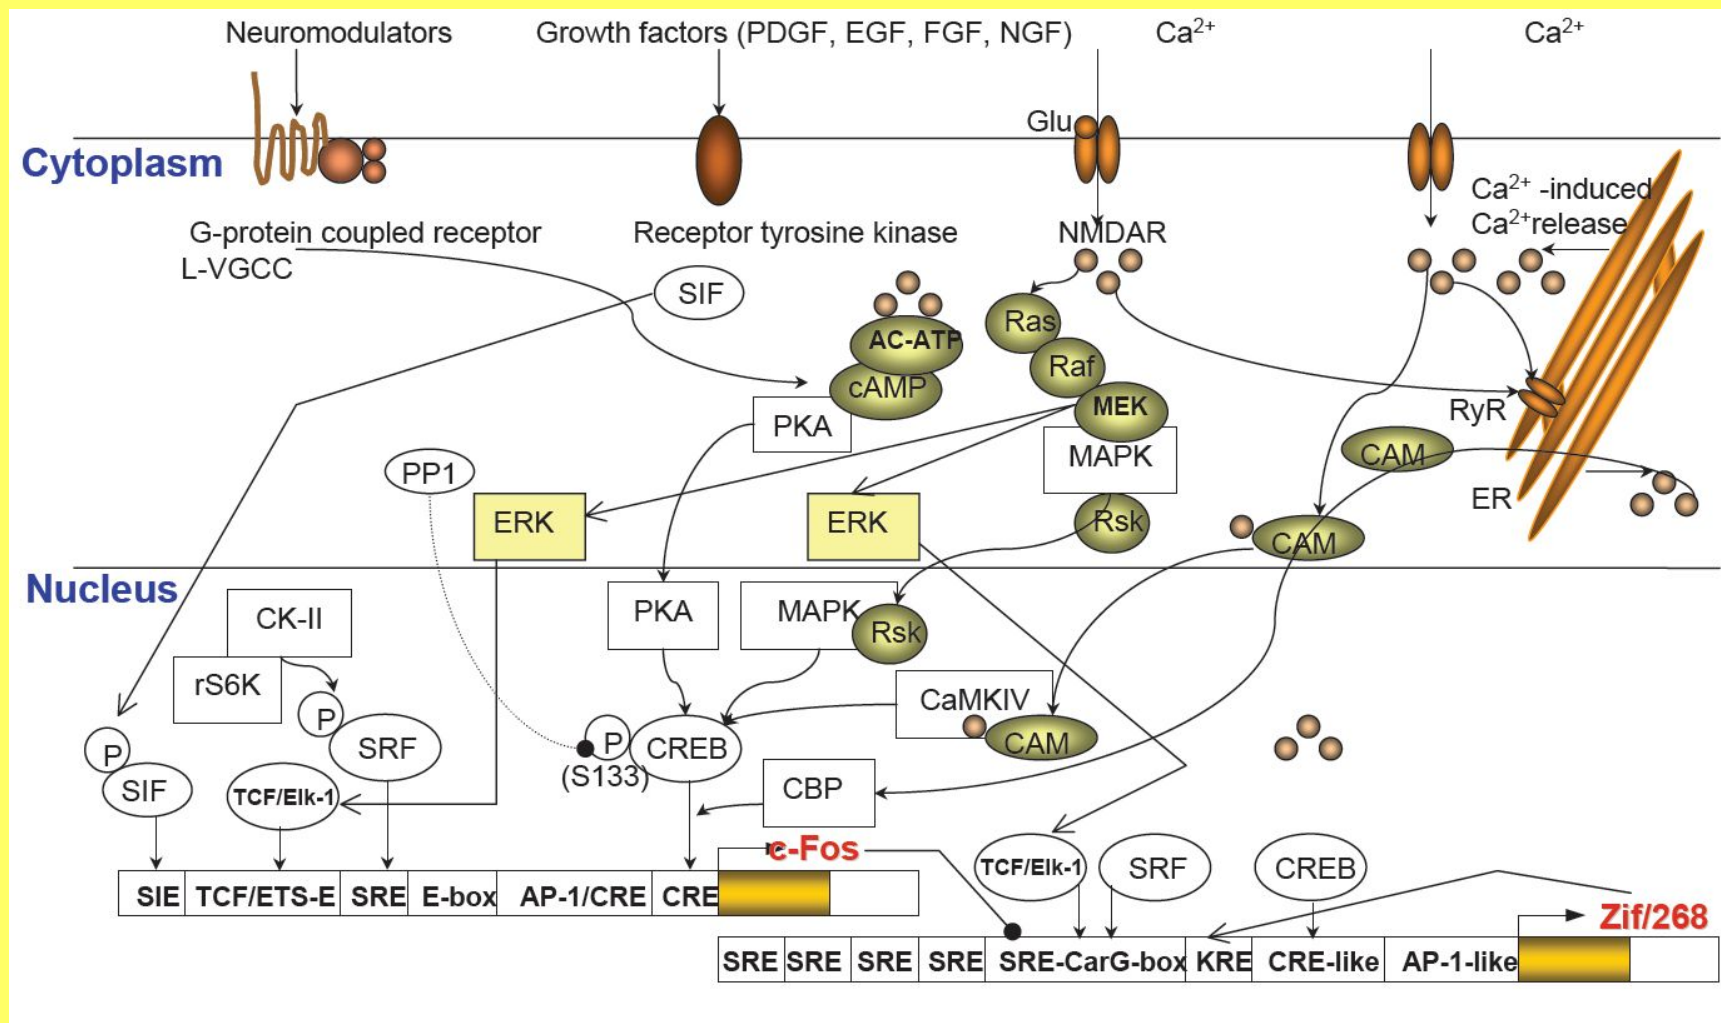 Neuromodulators
Growth factors (PDGF, EGF, FGF, NGF)
Ca²⁺
Ca²⁺
Glu
Cytoplasm
Ca²⁺ -induced
Ca²⁺release
G-protein coupled receptor
L-VGCC
Receptor tyrosine kinase
NMDAR
SIF
AC-ATP
cAMP
PKA
Ras
Raf
MEK
MAPK
Rsk
RyR
CAM
ER
CAM
PP1
ERK
ERK
Nucleus
CK-II
rS6K
P
SRF
P
SIF
TCF/Elk-1
PKA
MAPK
Rsk
CaMKIV
CAM
P
CREB
(S133)
CBP
c-Fos
TCF/Elk-1
SRF
CREB
SIE TCF/ETS-E SRE E-box AP-1/CRE CRE
Zif/268
SRE SRE SRE SRE SRE-CarG-box KRE CRE-like AP-1-like